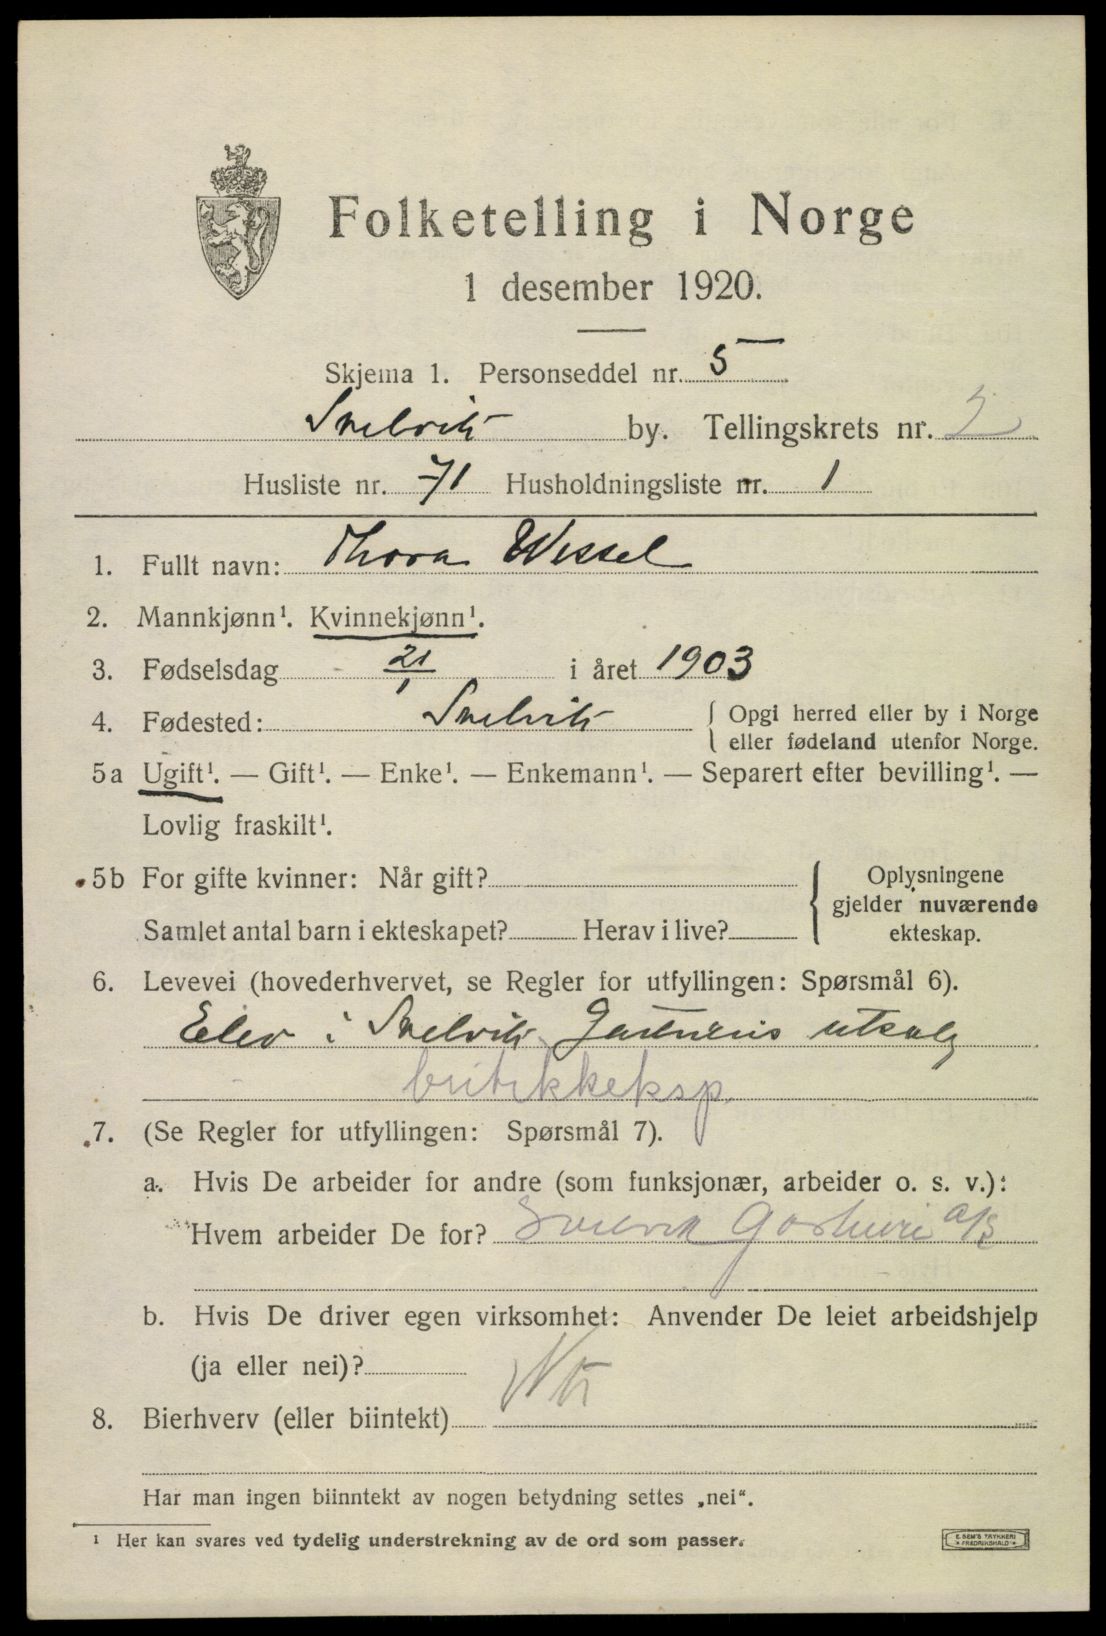 Folketelling i Norge
1 desember 1920.
Skjema 1. Personseddel nr. 5
Svelvik by. Tellingskrets nr. 2
Husliste nr. 71 Husholdningsliste nr. 1
1. Fullt navn: Thora Wessel
2. Mannkjønn¹. Kvinnekjønn¹.
3. Fødselsdag 21/1 i året 1903
4. Fødested: Svelvik { Opgi herred eller by i Norge
eller fødeland utenfor Norge.
5a Ugift¹. — Gift¹. — Enke¹. — Enkemann¹. — Separert efter bevilling¹. —
Lovlig fraskilt¹.
5b For gifte kvinner: Når gift? { Oplysningene
gjelder nuværende
Samlet antal barn i ekteskapet? Herav i live? ekteskap.
6. Levevei (hovederhvervet, se Regler for utfyllingen: Spørsmål 6).
Elev i Svelvik Gartneris utsalg
butikkeksp.
7. (Se Regler for utfyllingen: Spørsmål 7).
a. Hvis De arbeider for andre (som funksjonær, arbeider o. s. v.):
Hvem arbeider De for? Svelvik Gartneri A/S
b. Hvis De driver egen virksomhet: Anvender De leiet arbeidshjelp
(ja eller nei)?
8. Bierhverv (eller biintekt) Nei
Har man ingen biinntekt av nogen betydning settes „nei".
¹ Her kan svares ved tydelig understrekning av de ord som passer.
E. SEM'S TRYKKERI
FREDRIKSHALD